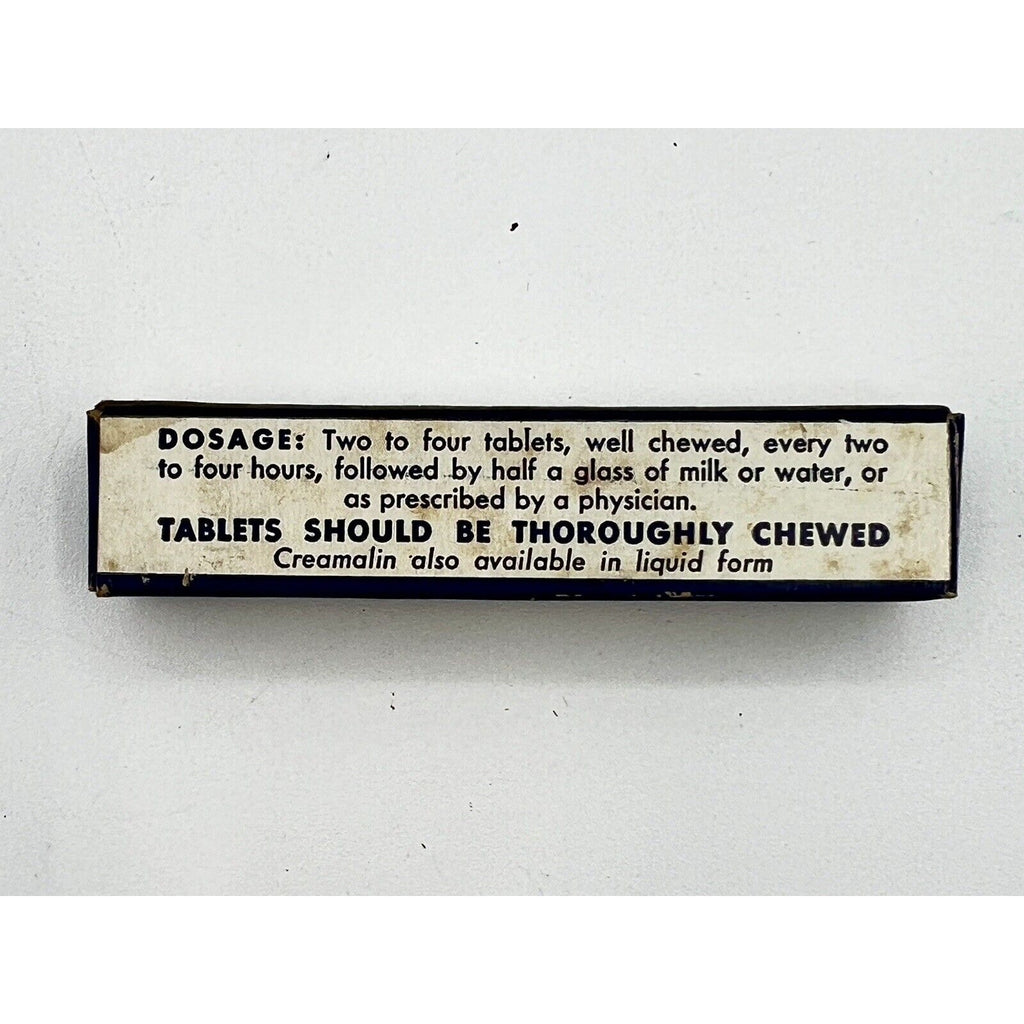 DOSAGE: Two to four tablets, well chewed, every two
to four hours, followed by half a glass of milk or water, or
as prescribed by a physician.
TABLETS SHOULD BE THOROUGHLY CHEWED
Creamalin also available in liquid form